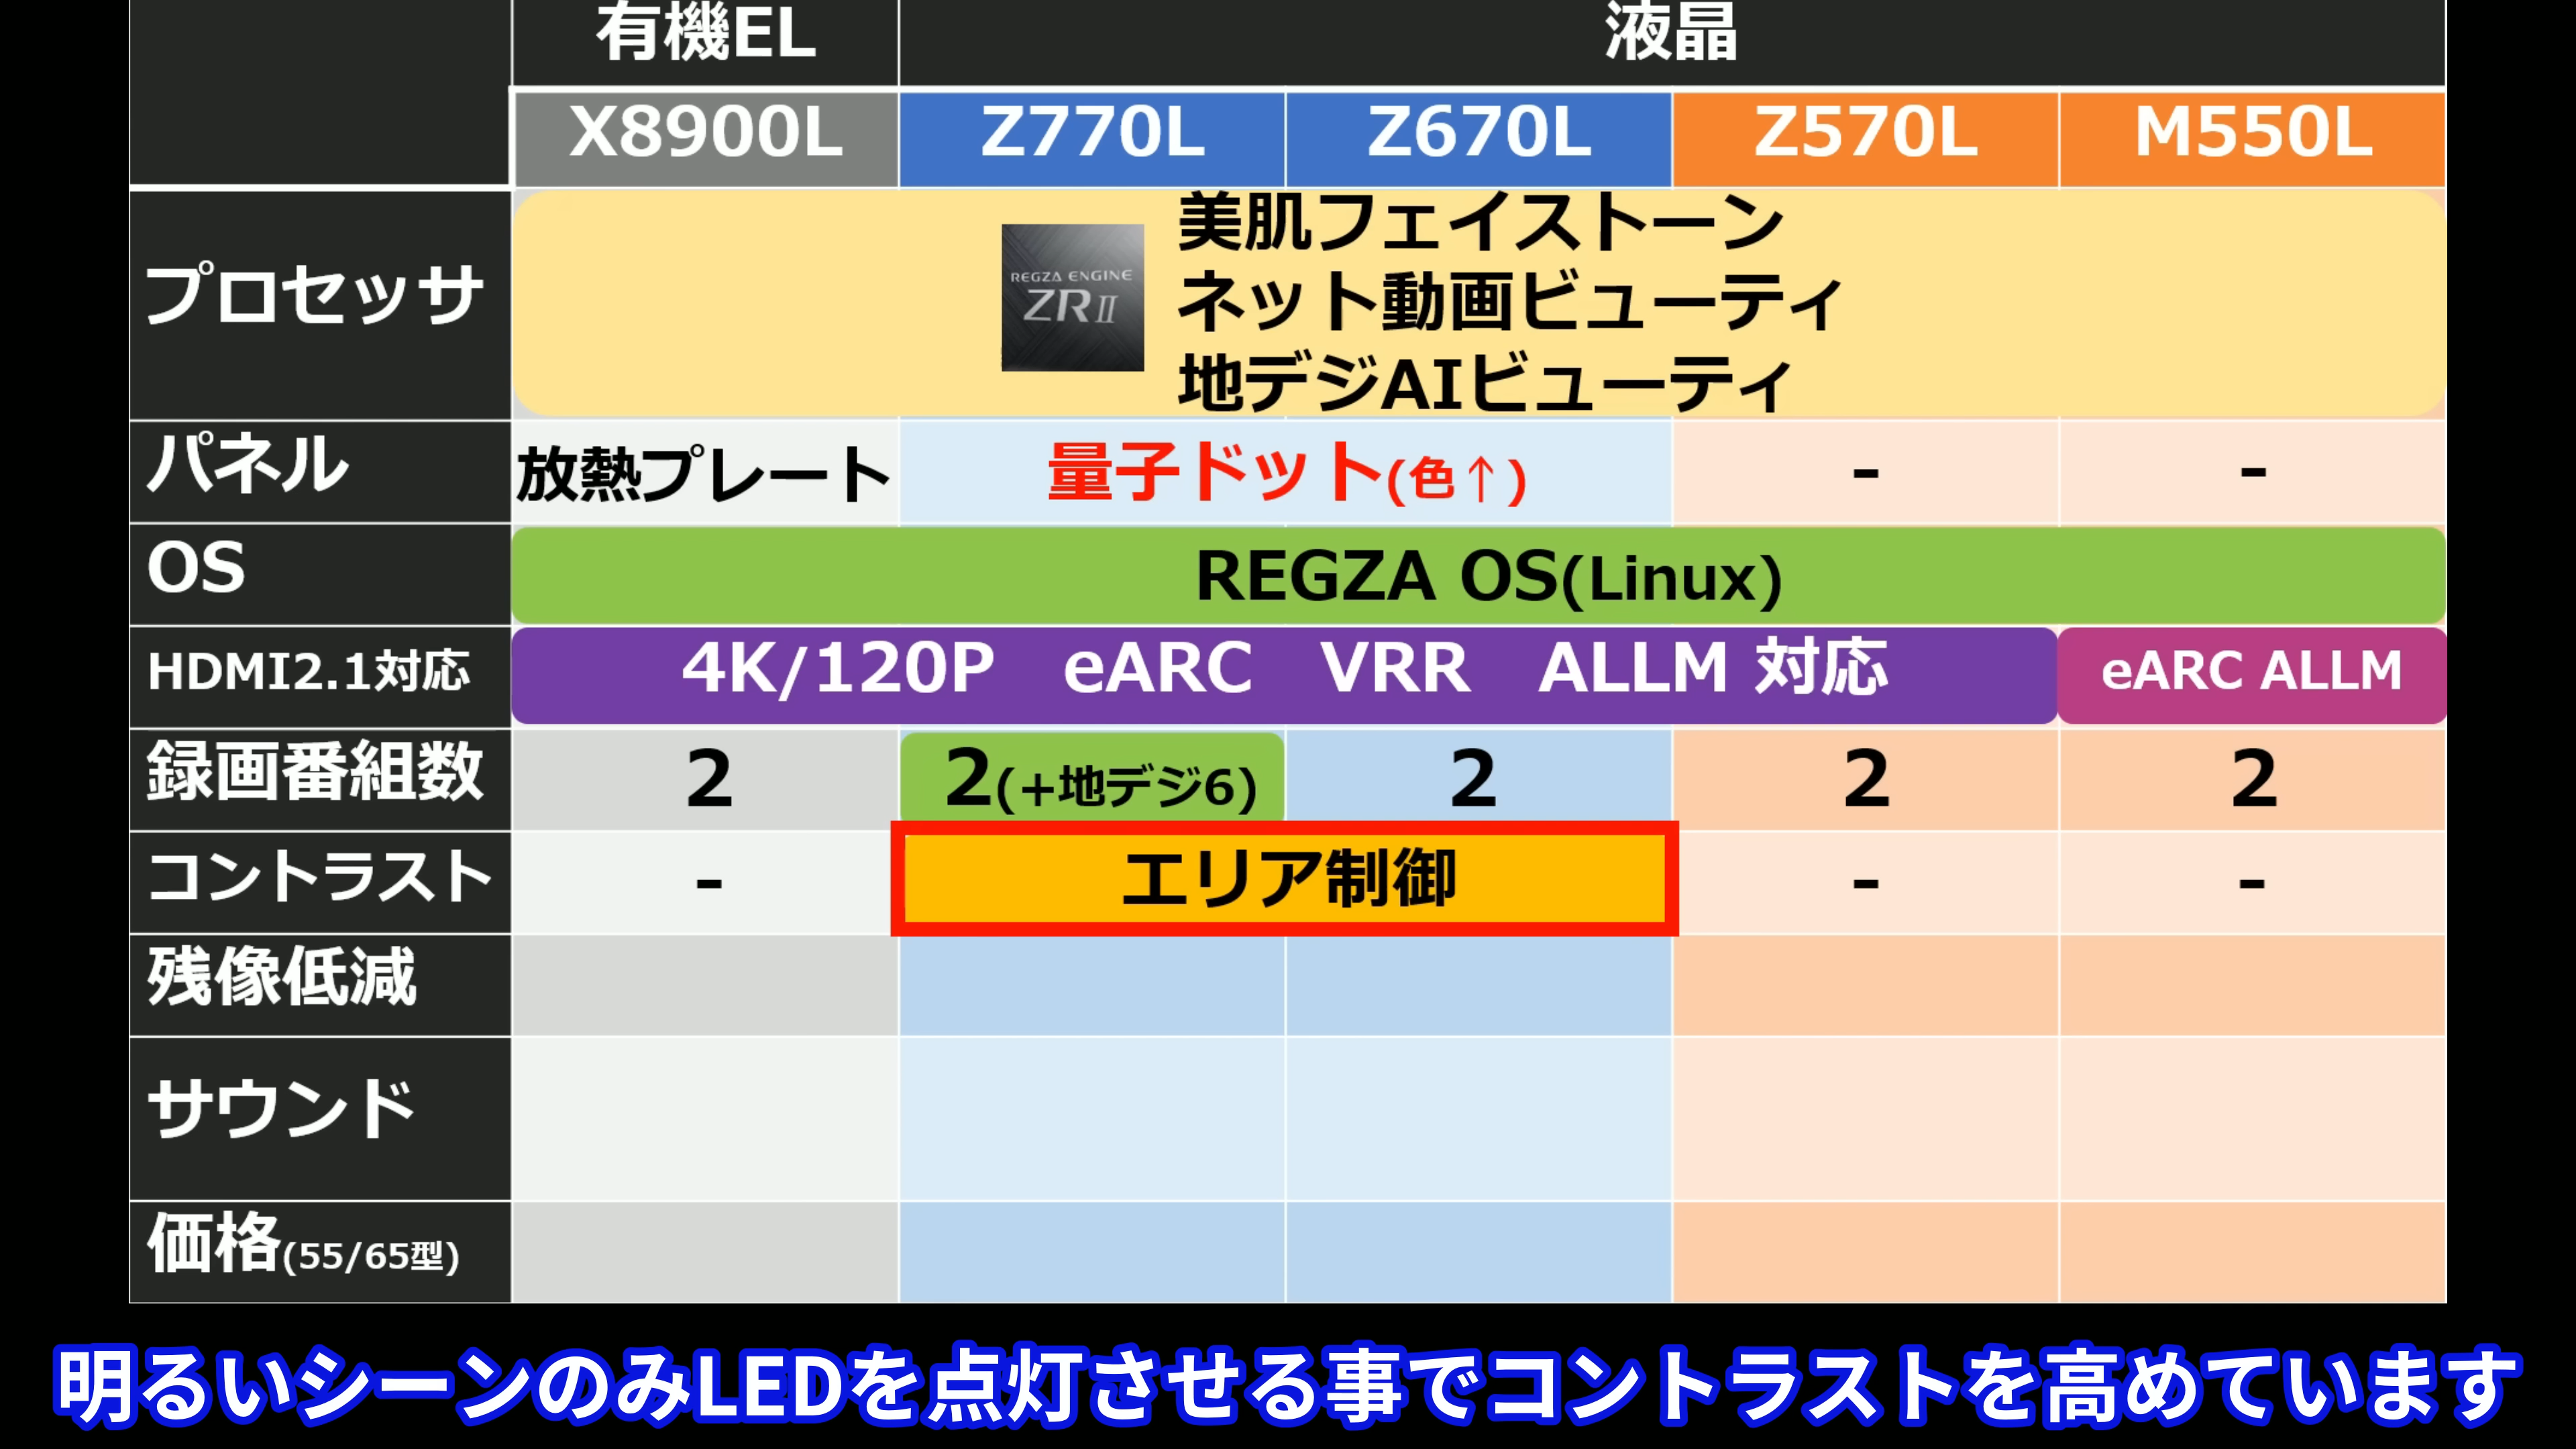 有機EL 液晶
X8900L Z770L Z670L Z570L M550L
プロセッサ
REGZA ENGINE
ZRⅡ
美肌フェイストーン
ネット動画ビューティ
地デジAIビューティ
パネル 放熱プレート 量子ドット(色↑) - -
OS REGZA OS(Linux)
HDMI2.1対応 4K/120P eARC VRR ALLM 対応 eARC ALLM
録画番組数 2 2(+地デジ6) 2 2 2
コントラスト - エリア制御 - -
残像低減
サウンド
価格(55/65型)
明るいシーンのみLEDを点灯させる事でコントラストを高めています